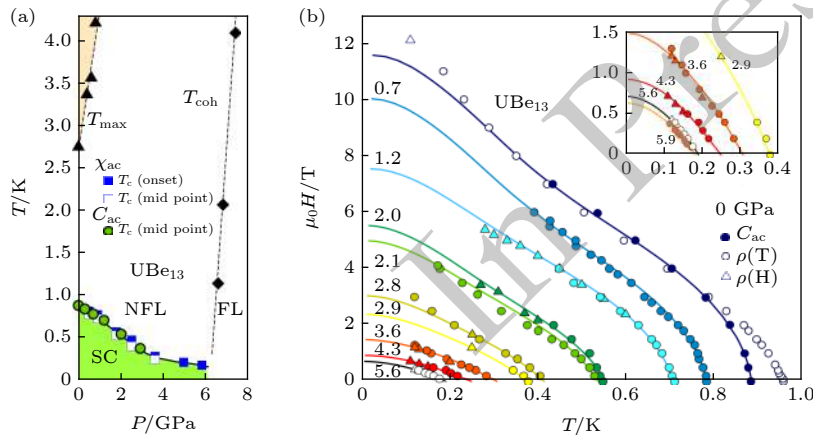 (a)
4.0
3.5
3.0
2.5
2.0
1.5
1.0
0.5
0
T/K
0
2
4
6
8
P/GPa
T_max
T_coh
χ_ac
T_c (onset)
T_c (mid point)
C_ac
T_c (mid point)
UBe₁₃
NFL
FL
SC
(b)
12
10
8
6
4
2
0
μ₀H/T
0
0.2
0.4
0.6
0.8
1.0
T/K
UBe₁₃
0.7
1.2
2.0
2.1
2.8
2.9
3.6
4.3
5.6
0 GPa
C_ac
ρ(T)
ρ(H)
1.5
1.0
0.5
0
0
0.1
0.2
0.3
0.4
2.9
3.6
4.3
5.6
5.9
In Pres